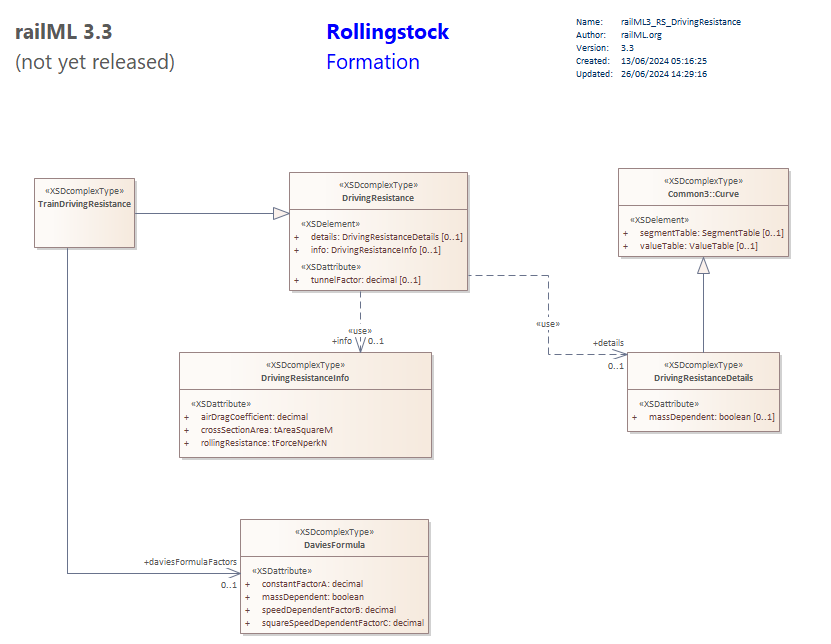 railML 3.3
(not yet released)
Rollingstock
Formation
Name: railML3_RS_DrivingResistance
Author: railML.org
Version: 3.3
Created: 13/06/2024 05:16:25
Updated: 26/06/2024 14:29:16
«XSDcomplexType»
TrainDrivingResistance
«XSDcomplexType»
DrivingResistance
«XSDelement»
+ details: DrivingResistanceDetails [0..1]
+ info: DrivingResistanceInfo [0..1]
«XSDattribute»
+ tunnelFactor: decimal [0..1]
«XSDcomplexType»
Common3::Curve
«XSDelement»
+ segmentTable: SegmentTable [0..1]
+ valueTable: ValueTable [0..1]
«use»
+info 0..1
«use»
+details
0..1
«XSDcomplexType»
DrivingResistanceInfo
«XSDattribute»
+ airDragCoefficient: decimal
+ crossSectionArea: tAreaSquareM
+ rollingResistance: tForceNperkN
«XSDcomplexType»
DrivingResistanceDetails
«XSDattribute»
+ massDependent: boolean [0..1]
+daviesFormulaFactors
0..1
«XSDcomplexType»
DaviesFormula
«XSDattribute»
+ constantFactorA: decimal
+ massDependent: boolean
+ speedDependentFactorB: decimal
+ squareSpeedDependentFactorC: decimal